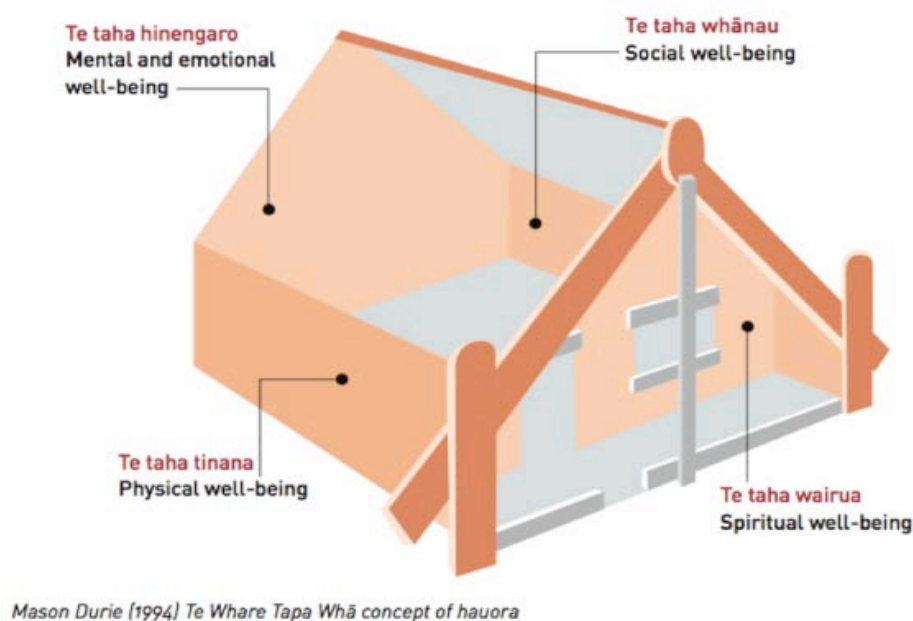 Te taha hinengaro
Mental and emotional
well-being
Te taha whānau
Social well-being
Te taha tinana
Physical well-being
Te taha wairua
Spiritual well-being
Mason Durie (1994) Te Whare Tapa Whā concept of hauora